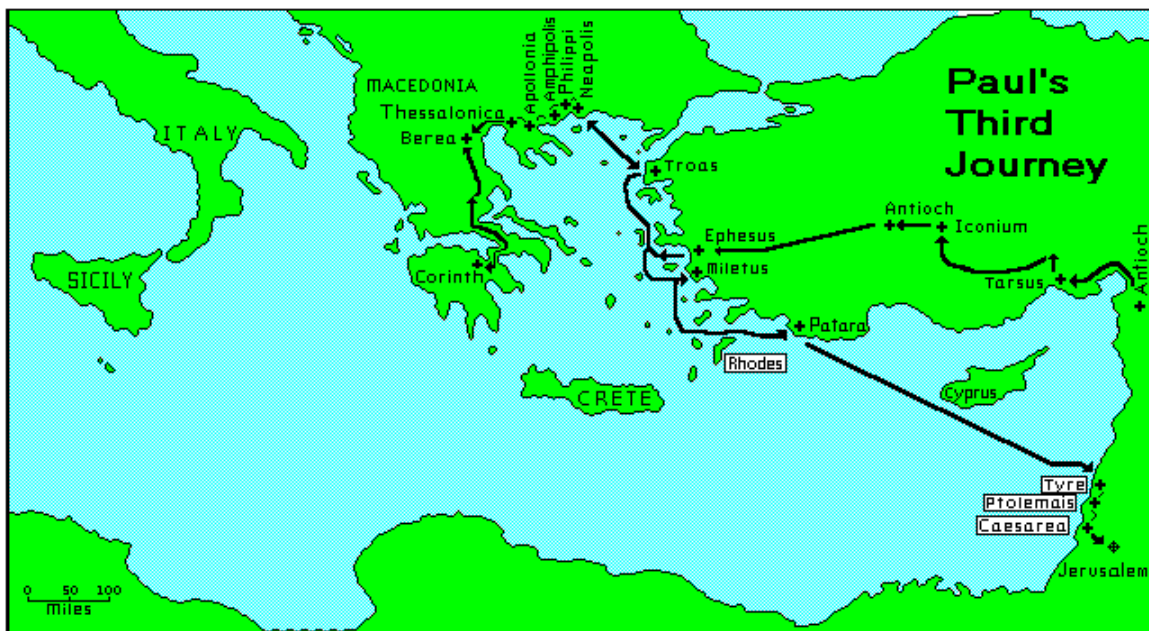 Paul's
Third
Journey
MACEDONIA
Apollonia
Amphipolis
Philippi
Neapolis
Thessalonica
Berea
ITALY
Troas
Antioch
Iconium
Ephesus
Miletus
Corinth
SICILY
Tarsus
Antioch
Patara
Rhodes
CRETE
Cyprus
Tyre
Ptolemais
Caesarea
Jerusalem
0 50 100
Miles